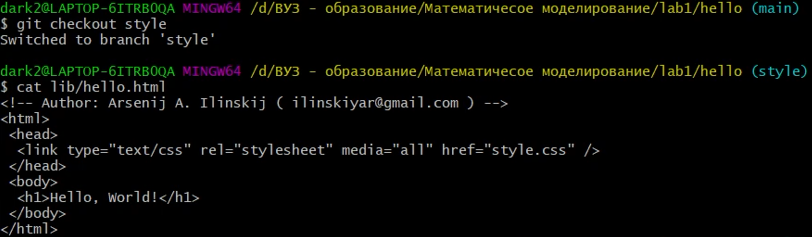 dark2@LAPTOP-6ITRB0QA MINGW64 /d/ВУЗ - образование/Математичесое моделирование/lab1/hello (main)
$ git checkout style
Switched to branch 'style'
dark2@LAPTOP-6ITRB0QA MINGW64 /d/ВУЗ - образование/Математичесое моделирование/lab1/hello (style)
$ cat lib/hello.html
<!-- Author: Arsenij A. Ilinskij ( ilinskiyar@gmail.com ) -->
<html>
 <head>
  <link type="text/css" rel="stylesheet" media="all" href="style.css" />
 </head>
 <body>
  <h1>Hello, World!</h1>
 </body>
</html>